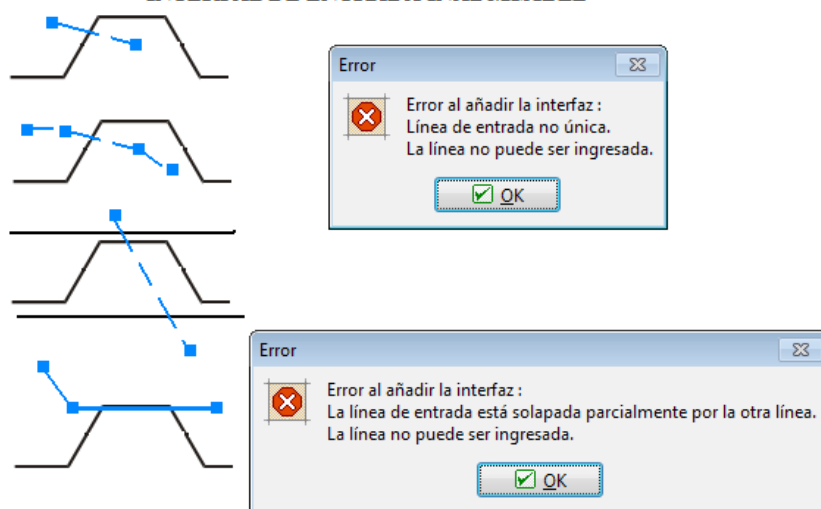 Error
Error al añadir la interfaz :
Línea de entrada no única.
La línea no puede ser ingresada.
OK
Error
Error al añadir la interfaz :
La línea de entrada está solapada parcialmente por la otra línea.
La línea no puede ser ingresada.
OK